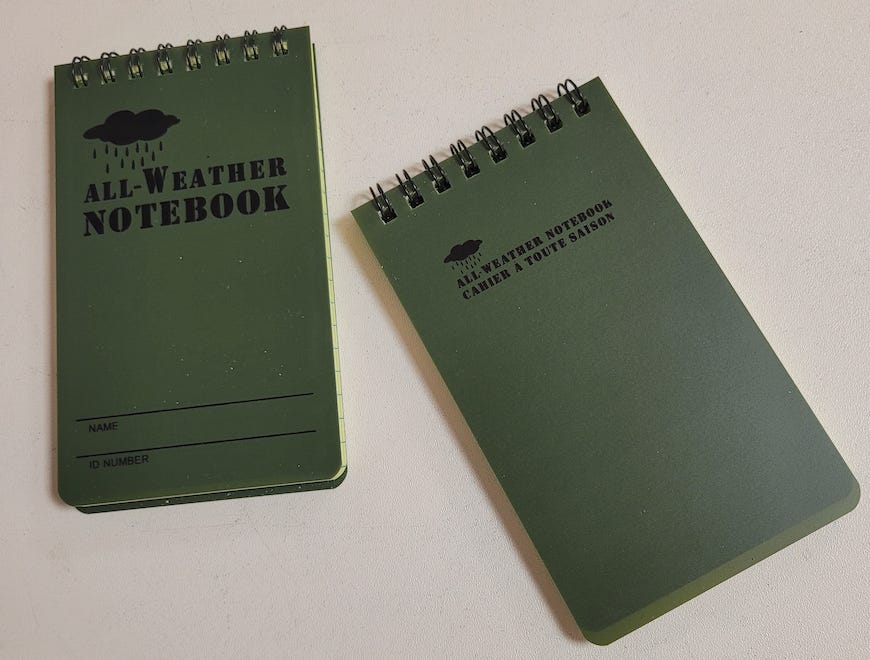 ALL-WEATHER
NOTEBOOK
NAME
ID NUMBER
ALL-WEATHER NOTEBOOK
CAHIER À TOUTE SAISON